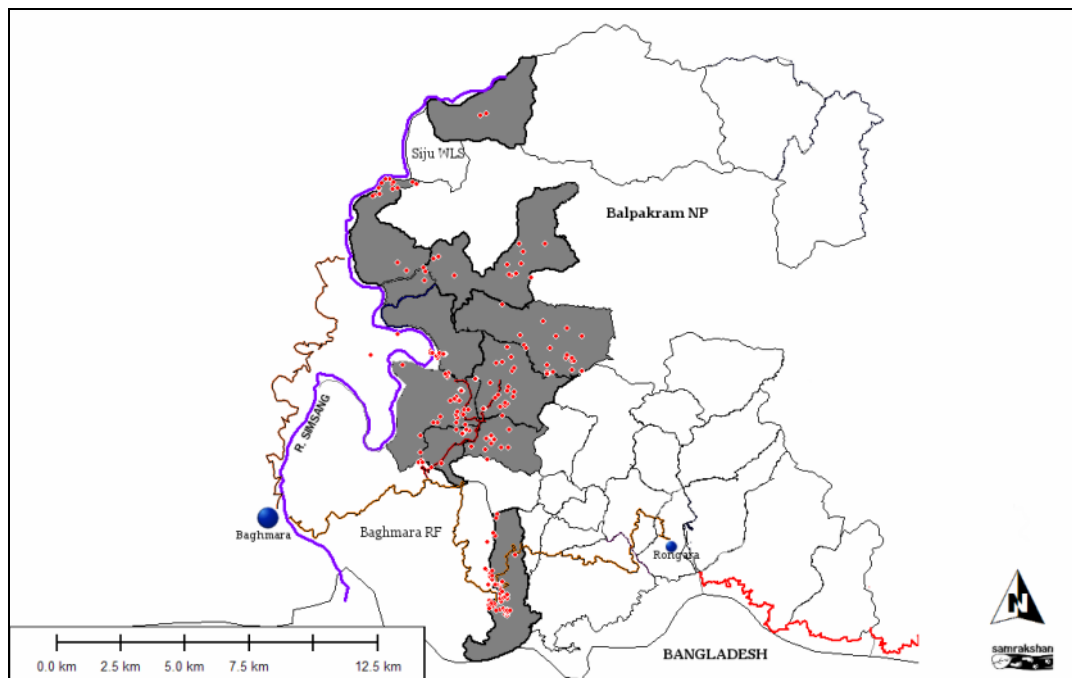 Siju WLS
Balpakram NP
R. SIMSANG
Baghmara
Baghmara RF
Rongara
BANGLADESH
N
samrakshan
0.0 km 2.5 km 5.0 km 7.5 km 12.5 km